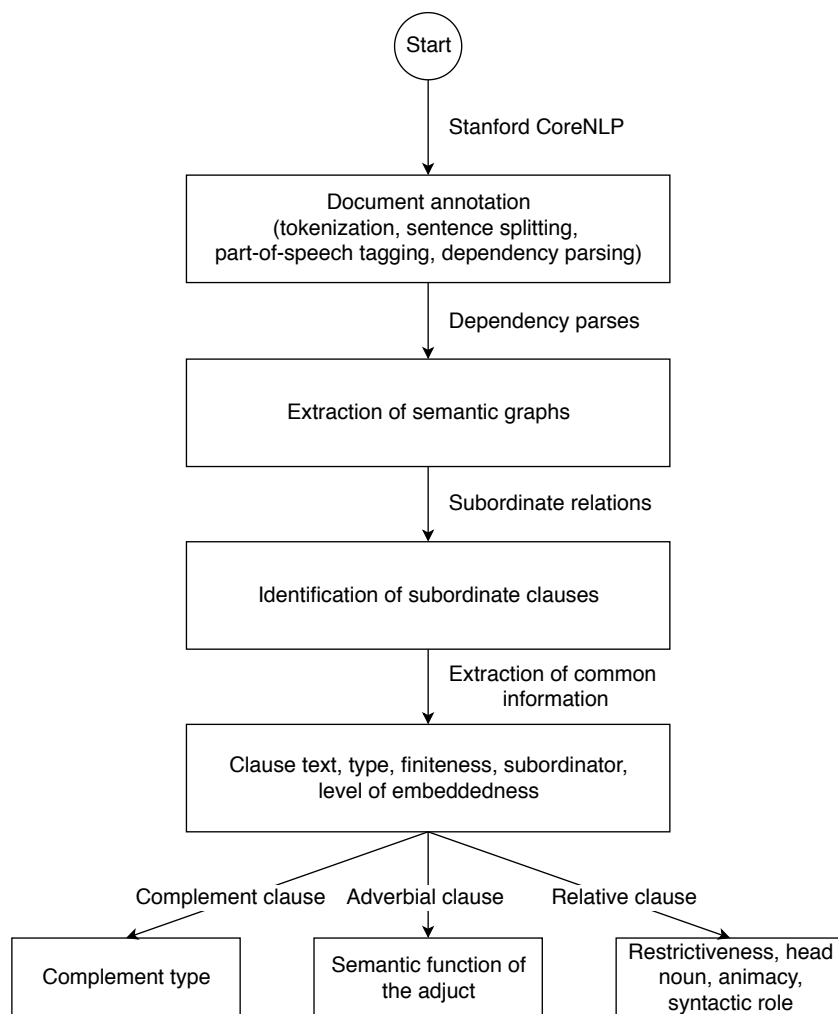 Start
Stanford CoreNLP
Document annotation
(tokenization, sentence splitting,
part-of-speech tagging, dependency parsing)
Dependency parses
Extraction of semantic graphs
Subordinate relations
Identification of subordinate clauses
Extraction of common
information
Clause text, type, finiteness, subordinator,
level of embeddedness
Complement clause
Adverbial clause
Relative clause
Complement type
Semantic function of
the adjuct
Restrictiveness, head
noun, animacy,
syntactic role